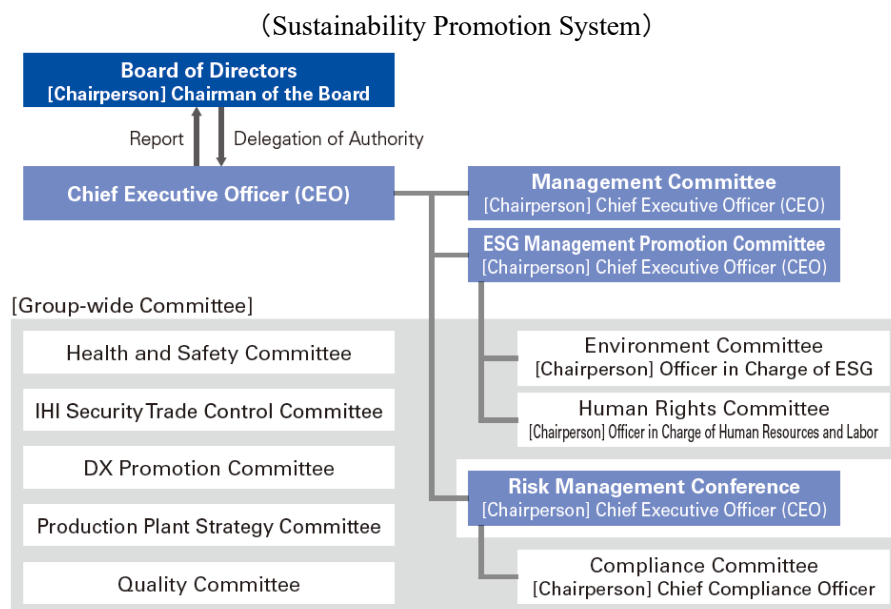 （Sustainability Promotion System）
Board of Directors
[Chairperson] Chairman of the Board
Report
Delegation of Authority
Chief Executive Officer (CEO)
Management Committee
[Chairperson] Chief Executive Officer (CEO)
ESG Management Promotion Committee
[Chairperson] Chief Executive Officer (CEO)
[Group-wide Committee]
Health and Safety Committee
IHI Security Trade Control Committee
DX Promotion Committee
Production Plant Strategy Committee
Quality Committee
Environment Committee
[Chairperson] Officer in Charge of ESG
Human Rights Committee
[Chairperson] Officer in Charge of Human Resources and Labor
Risk Management Conference
[Chairperson] Chief Executive Officer (CEO)
Compliance Committee
[Chairperson] Chief Compliance Officer